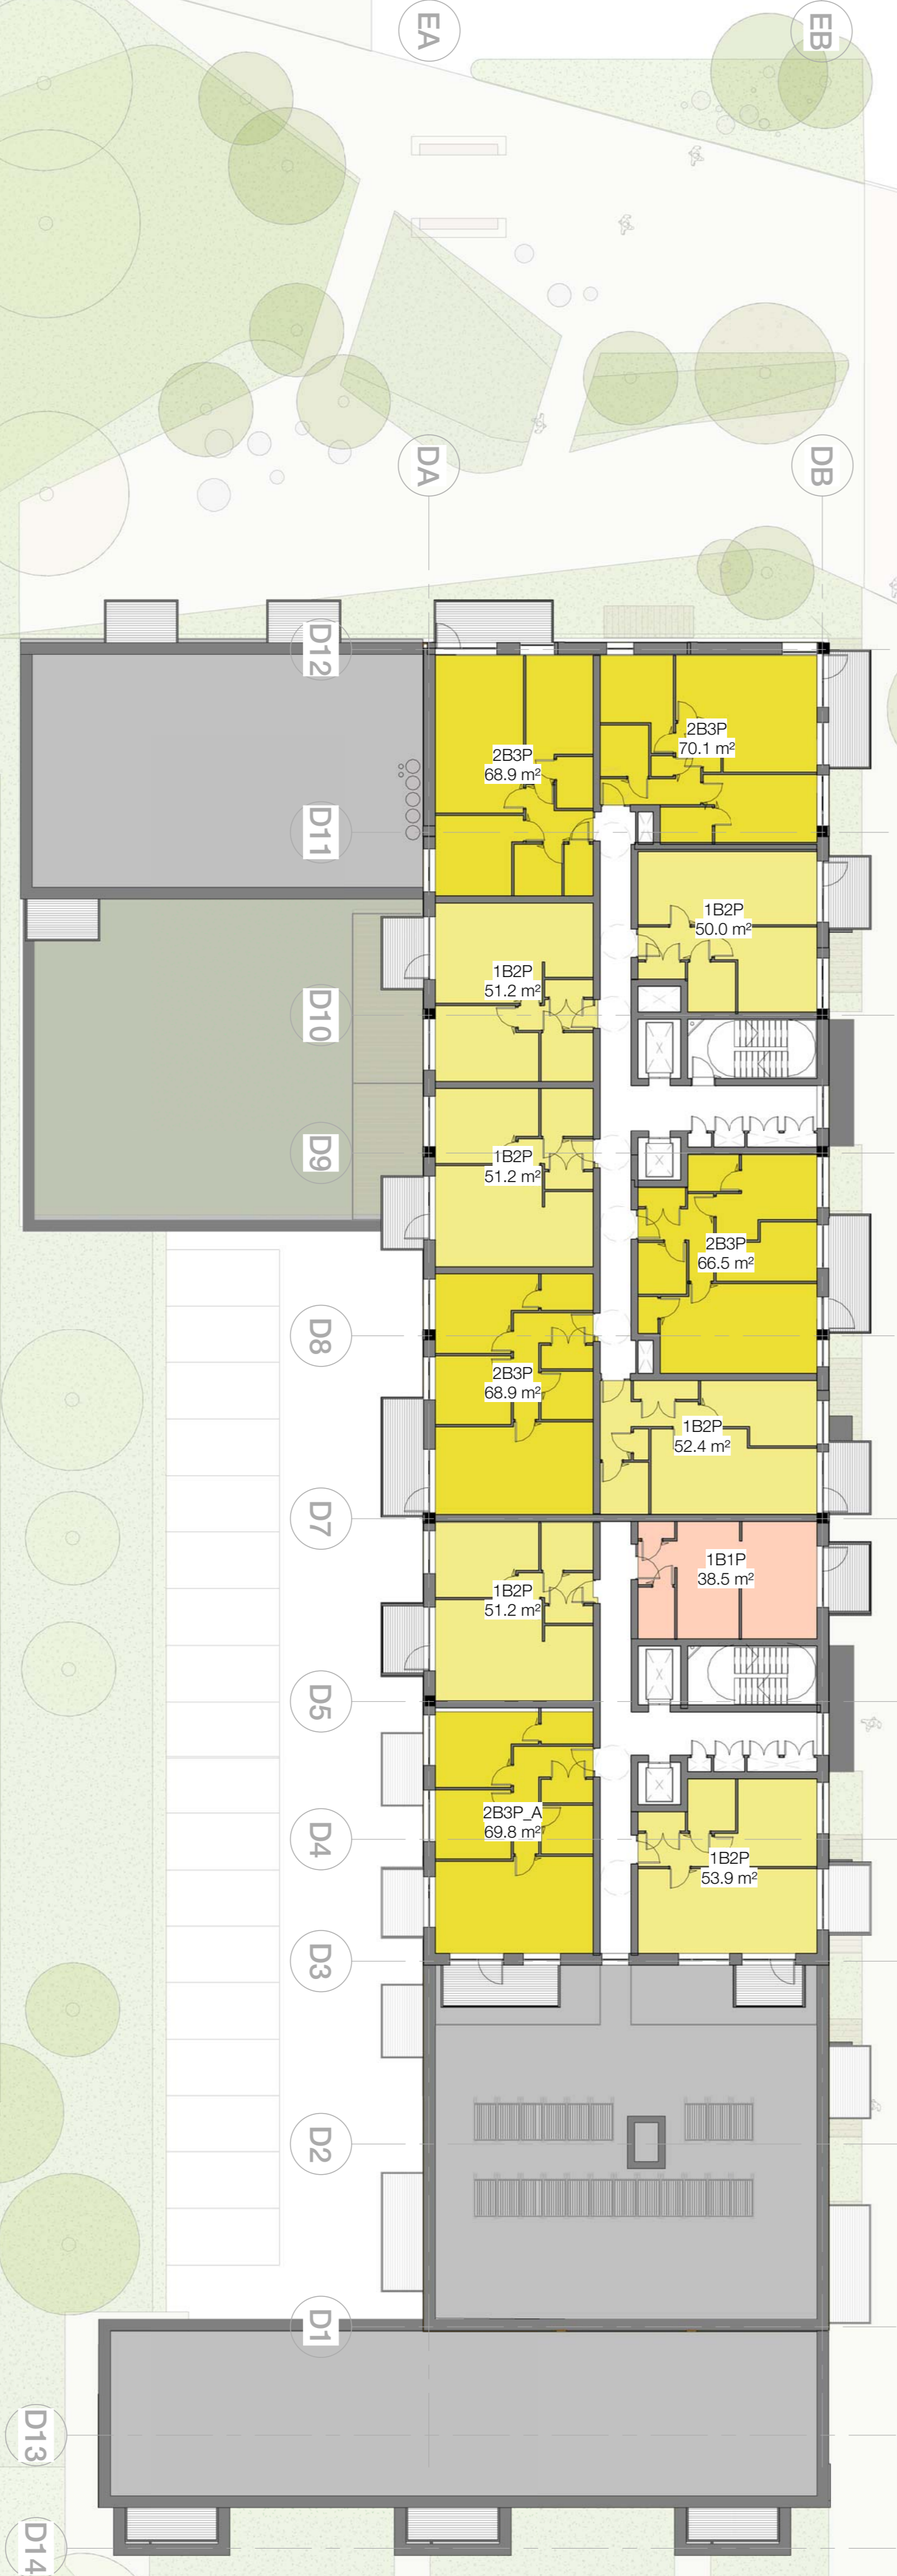 EA
EB
DA
DB
D12
2B3P
70.1 m²
2B3P
68.9 m²
D11
1B2P
50.0 m²
1B2P
51.2 m²
D10
D9
1B2P
51.2 m²
2B3P
66.5 m²
D8
2B3P
68.9 m²
1B2P
52.4 m²
D7
1B1P
38.5 m²
1B2P
51.2 m²
D5
2B3P_A
69.8 m²
D4
1B2P
53.9 m²
D3
D2
D1
D13
D14